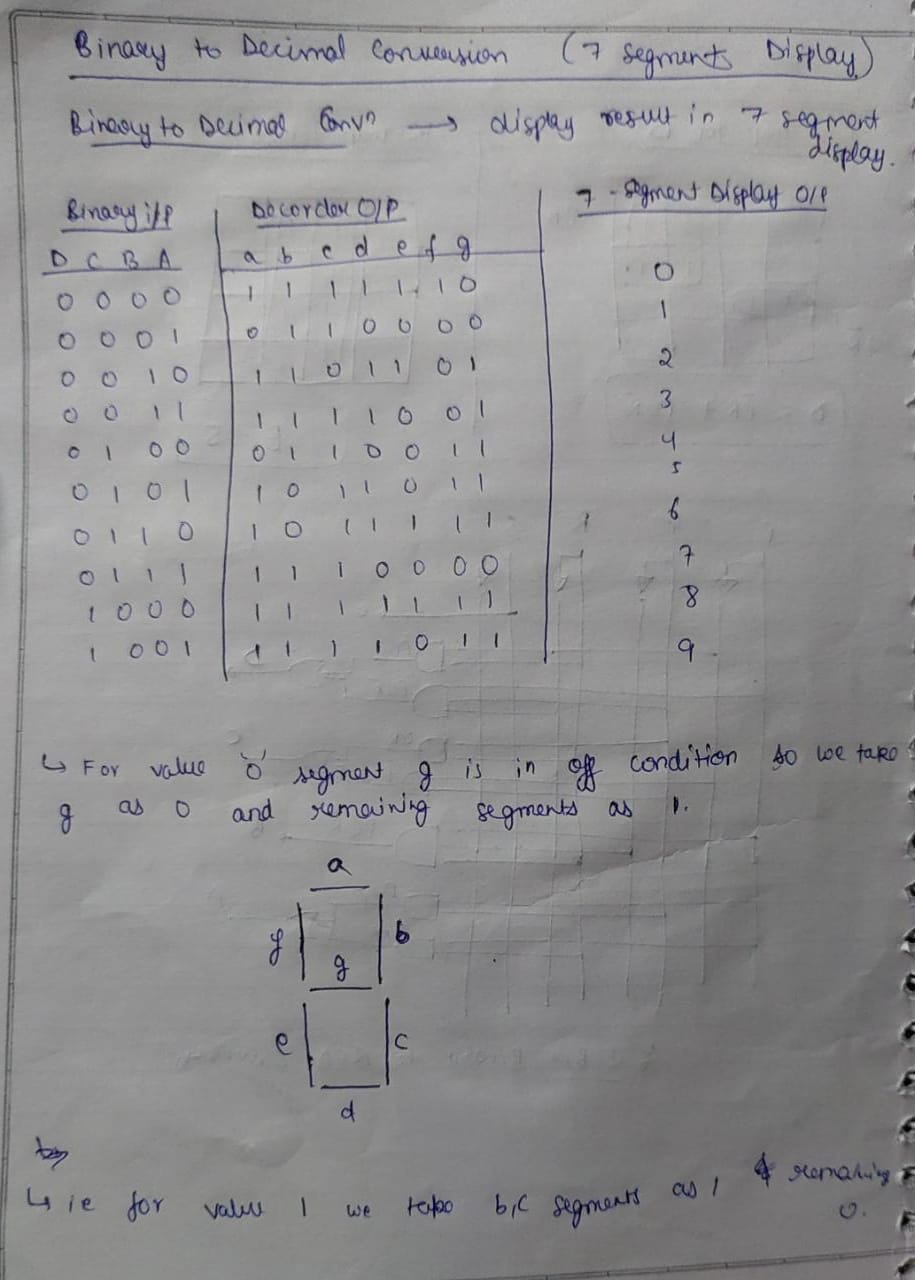 Binary to Decimal Conversion (7 segments Display)
Binary to Decimal Convn → display result in 7 segment
display.
Binary i/p Decorder O/P 7 - Segment Display O/P
D C B A a b c d e f g
0 0 0 0 1 1 1 1 1 1 0 0
0 0 0 1 0 1 1 0 0 0 0 1
0 0 1 0 1 1 0 1 1 0 1 2
0 0 1 1 1 1 1 1 0 0 1 3
0 1 0 0 0 1 1 0 0 1 1 4
0 1 0 1 1 0 1 1 0 1 1 5
0 1 1 0 1 0 1 1 1 1 1 6
0 1 1 1 1 1 1 0 0 0 0 7
1 0 0 0 1 1 1 1 1 1 1 8
1 0 0 1 1 1 1 1 0 1 1 9
↳ For value '0' segment g is in off condition so we take
g as 0 and remaining segments as 1.
a
f b
g
e c
d
↳ ie for value 1 we take b,c segments as 1 & remaining
0.